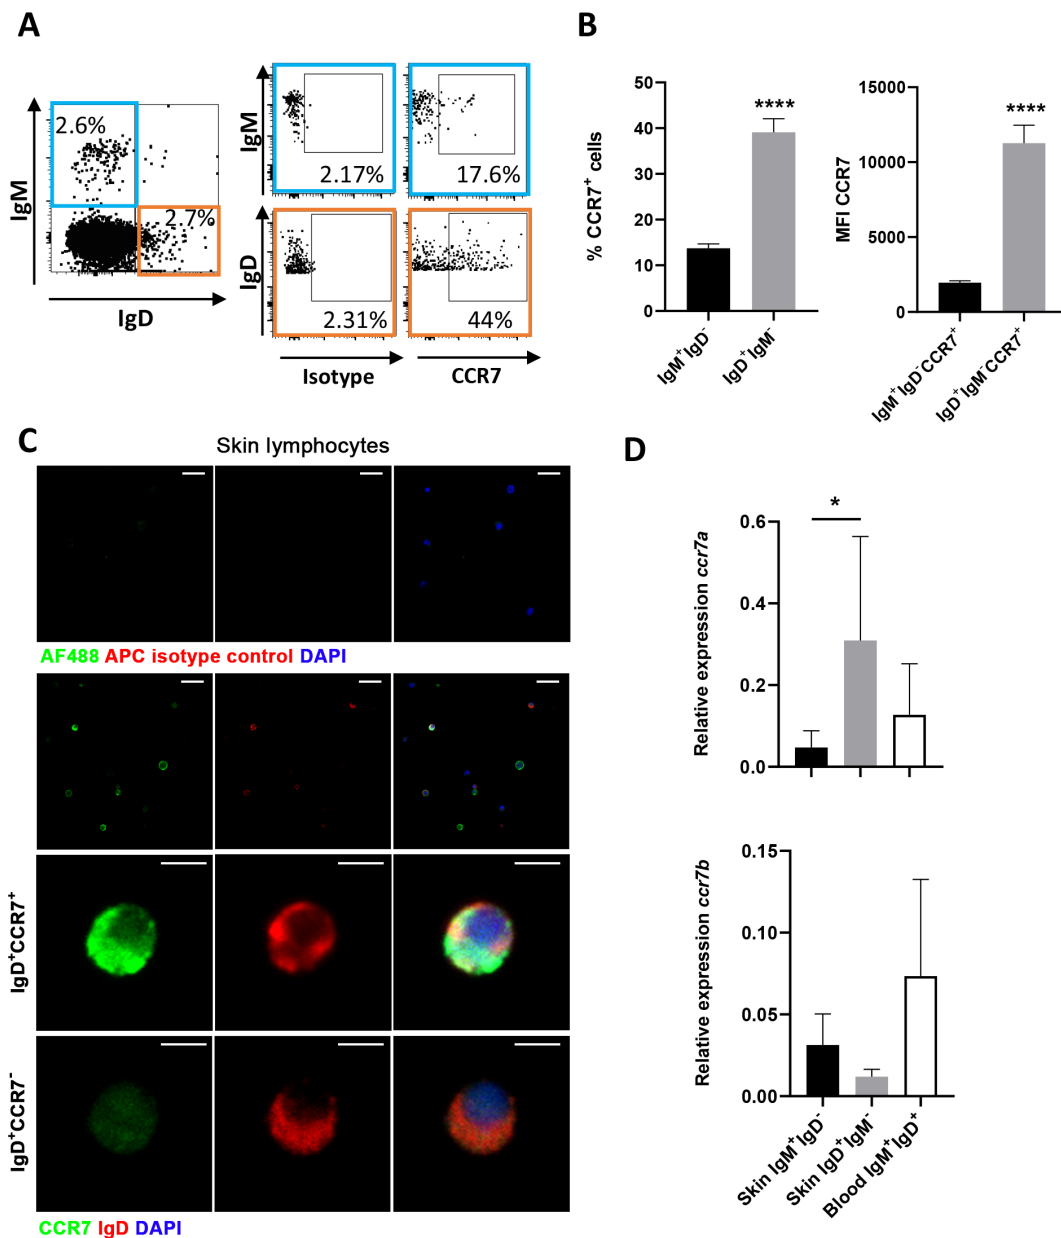 A
IgM
2.6%
2.7%
IgD
IgM
2.17%
17.6%
IgD
2.31%
44%
Isotype
CCR7
B
% CCR7⁺ cells
50
40
30
20
10
0
****
IgM⁺IgD⁻
IgD⁺IgM⁻
MFI CCR7
15000
10000
5000
0
****
IgM⁺IgD⁻CCR7⁺
IgD⁺IgM⁻CCR7⁺
C
Skin lymphocytes
AF488 APC isotype control DAPI
IgD⁺CCR7⁺
IgD⁺CCR7⁻
CCR7 IgD DAPI
D
Relative expression ccr7a
0.6
0.4
0.2
0.0
*
Relative expression ccr7b
0.15
0.10
0.05
0.00
Skin IgM⁺IgD⁻
Skin IgD⁺IgM⁻
Blood IgM⁺IgD⁺